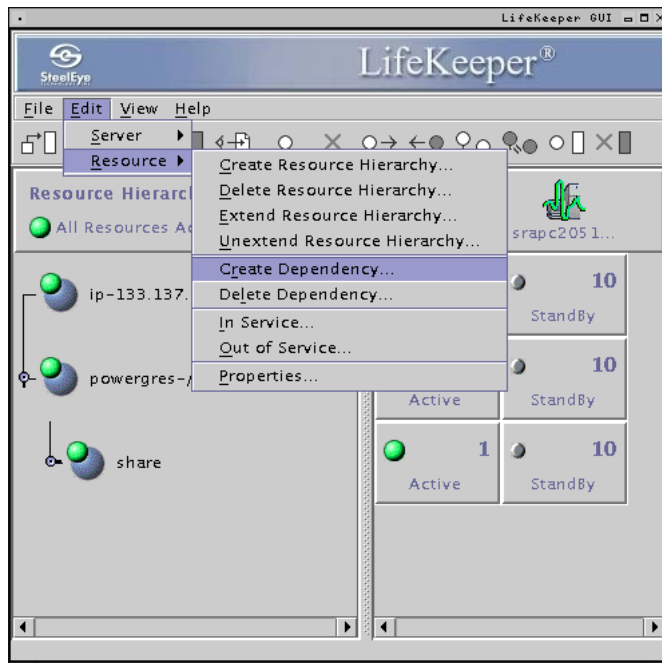 LifeKeeper GUI
SteelEye
LifeKeeper®
File Edit View Help
Server
Resource
Create Resource Hierarchy...
Delete Resource Hierarchy...
Extend Resource Hierarchy...
Unextend Resource Hierarchy...
Create Dependency...
Delete Dependency...
In Service...
Out of Service...
Properties...
Resource Hierarc
All Resources Ac
srapc2051...
ip-133.137.
10
StandBy
powergres-/
10
Active
StandBy
share
1
10
Active
StandBy